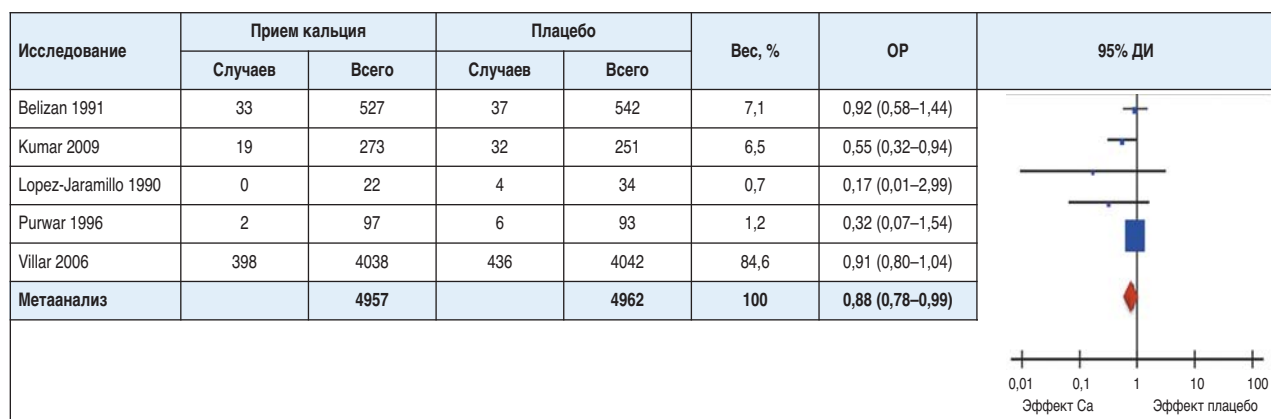 Исследование Прием кальция Плацебо Вес, % ОР 95% ДИ
Случаев Всего Случаев Всего
Belizan 1991 33 527 37 542 7,1 0,92 (0,58–1,44)
Kumar 2009 19 273 32 251 6,5 0,55 (0,32–0,94)
Lopez-Jaramillo 1990 0 22 4 34 0,7 0,17 (0,01–2,99)
Purwar 1996 2 97 6 93 1,2 0,32 (0,07–1,54)
Villar 2006 398 4038 436 4042 84,6 0,91 (0,80–1,04)
Метаанализ 4957 4962 100 0,88 (0,78–0,99)
0,01 0,1 1 10 100
Эффект Ca Эффект плацебо